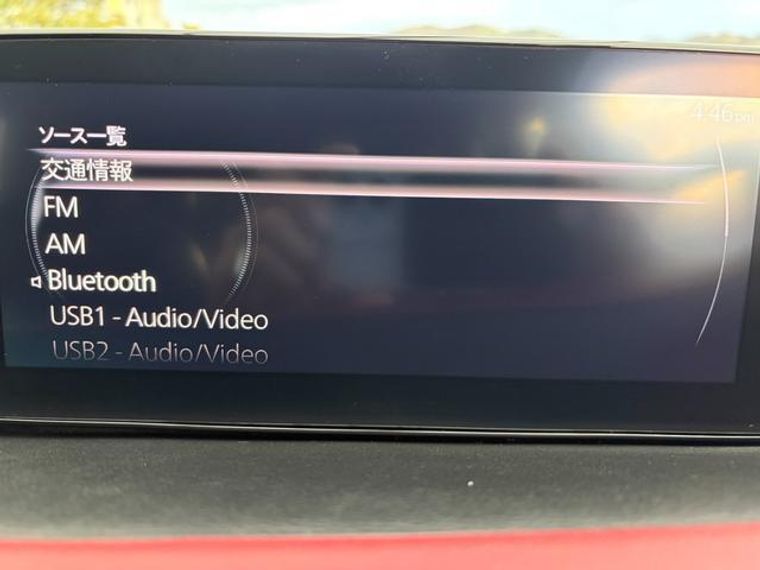 4:46pm
ソース一覧
交通情報
FM
AM
Bluetooth
USB1 - Audio/Video
USB2 - Audio/Video